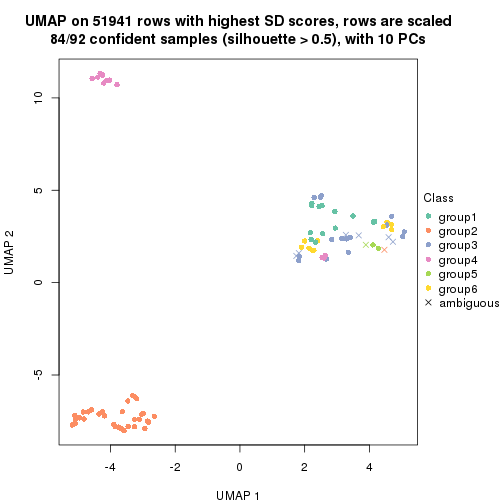 UMAP on 51941 rows with highest SD scores, rows are scaled
84/92 confident samples (silhouette > 0.5), with 10 PCs
10
5
0
-5
UMAP 2
-4
-2
0
2
4
UMAP 1
Class
group1
group2
group3
group4
group5
group6
ambiguous